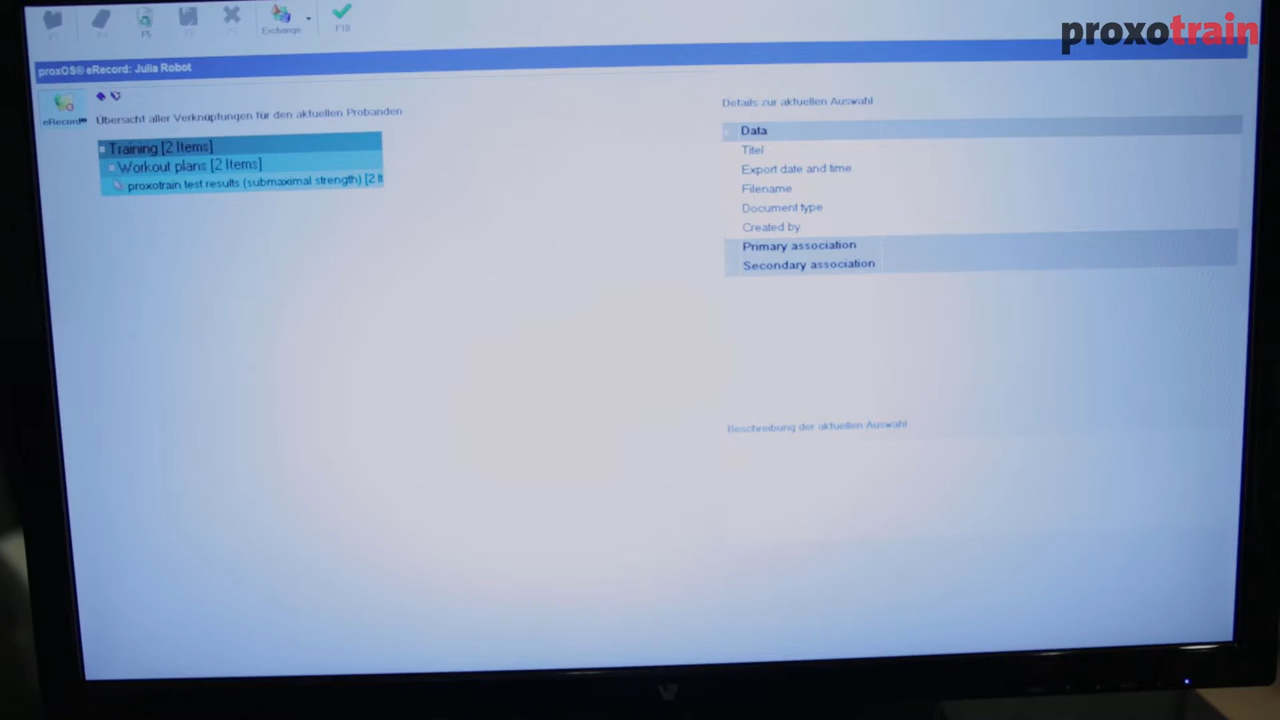 proxotrain
F5
Exchange
F10
proxOS® eRecord: Julia Robot
eRecord
Übersicht aller Verknüpfungen für den aktuellen Probanden
Training [2 Items]
Workout plans [2 Items]
proxotrain test results (submaximal strength) [2 It
Details zur aktuellen Auswahl
Data
Titel
Export date and time
Filename
Document type
Created by
Primary association
Secondary association
Beschreibung der aktuellen Auswahl